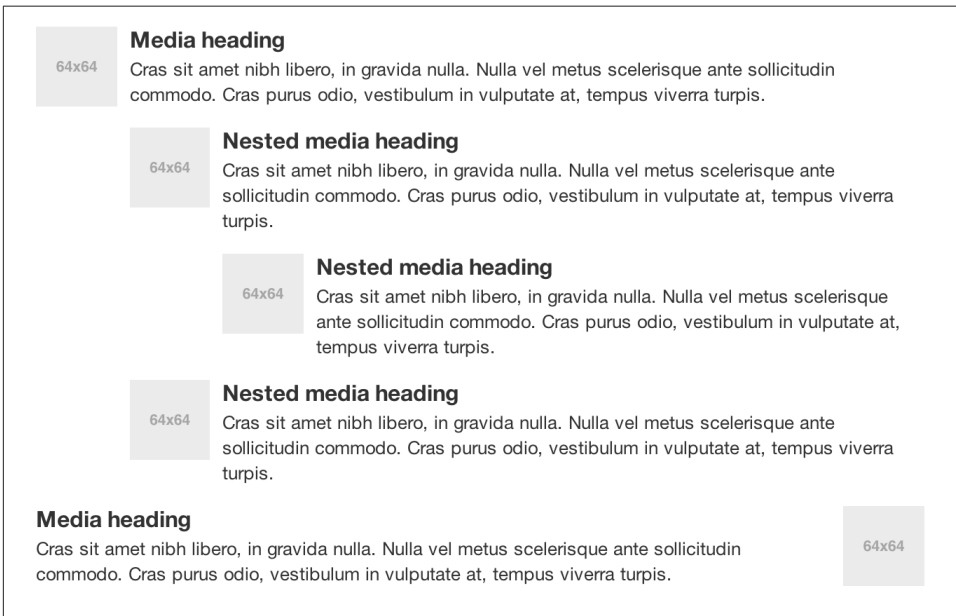 64x64
Media heading
Cras sit amet nibh libero, in gravida nulla. Nulla vel metus scelerisque ante sollicitudin
commodo. Cras purus odio, vestibulum in vulputate at, tempus viverra turpis.
64x64
Nested media heading
Cras sit amet nibh libero, in gravida nulla. Nulla vel metus scelerisque ante
sollicitudin commodo. Cras purus odio, vestibulum in vulputate at, tempus viverra
turpis.
64x64
Nested media heading
Cras sit amet nibh libero, in gravida nulla. Nulla vel metus scelerisque
ante sollicitudin commodo. Cras purus odio, vestibulum in vulputate at,
tempus viverra turpis.
64x64
Nested media heading
Cras sit amet nibh libero, in gravida nulla. Nulla vel metus scelerisque ante
sollicitudin commodo. Cras purus odio, vestibulum in vulputate at, tempus viverra
turpis.
Media heading
Cras sit amet nibh libero, in gravida nulla. Nulla vel metus scelerisque ante sollicitudin
commodo. Cras purus odio, vestibulum in vulputate at, tempus viverra turpis.
64x64